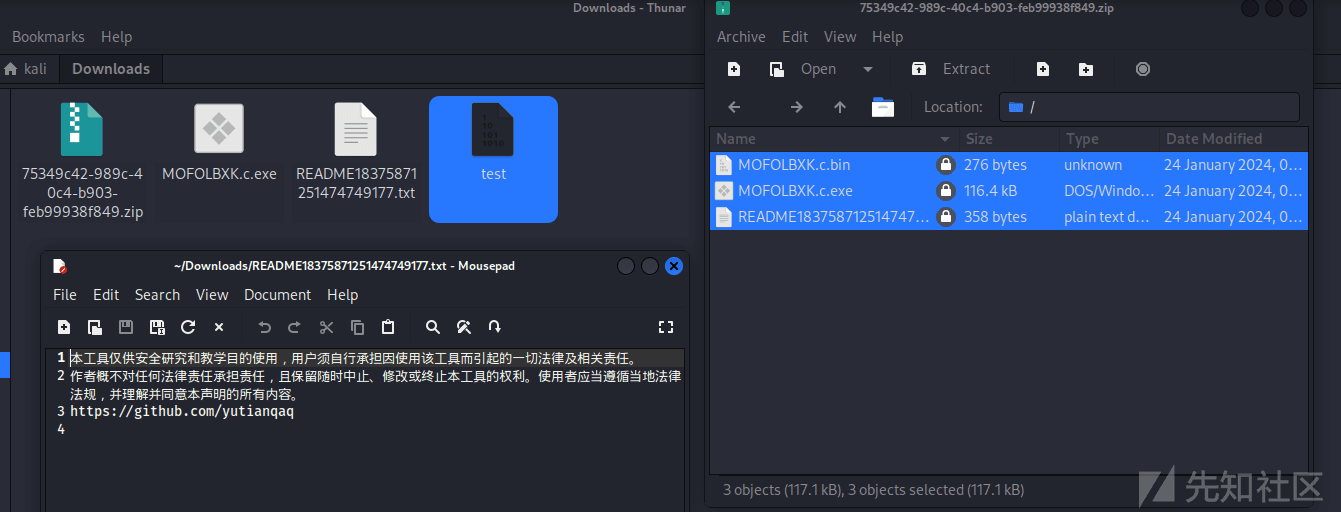 Downloads - Thunar
Bookmarks Help
kali Downloads
75349c42-989c-4
0c4-b903-
feb99938f849.zip
MOFOLBXK.c.exe
README18375871
251474749177.txt
test
~/Downloads/README18375871251474749177.txt - Mousepad
File Edit Search View Document Help
1 本工具仅供安全研究和教学目的使用，用户须自行承担因使用该工具而引起的一切法律及相关责任。
2 作者概不对任何法律责任承担责任，且保留随时中止、修改或终止本工具的权利。使用者应当遵循当地法律
法规，并理解并同意本声明的所有内容。
3 https://github.com/yutianqaq
4
75349c42-989c-40c4-b903-feb99938f849.zip
Archive Edit View Help
Open Extract
Location: /
Name Size Type Date Modified
MOFOLBXK.c.bin 276 bytes unknown 24 January 2024, 0...
MOFOLBXK.c.exe 116.4 kB DOS/Windo... 24 January 2024, 0...
README183758712514747... 358 bytes plain text d... 24 January 2024, 0...
3 objects (117.1 kB), 3 objects selected (117.1 kB)
先知社区